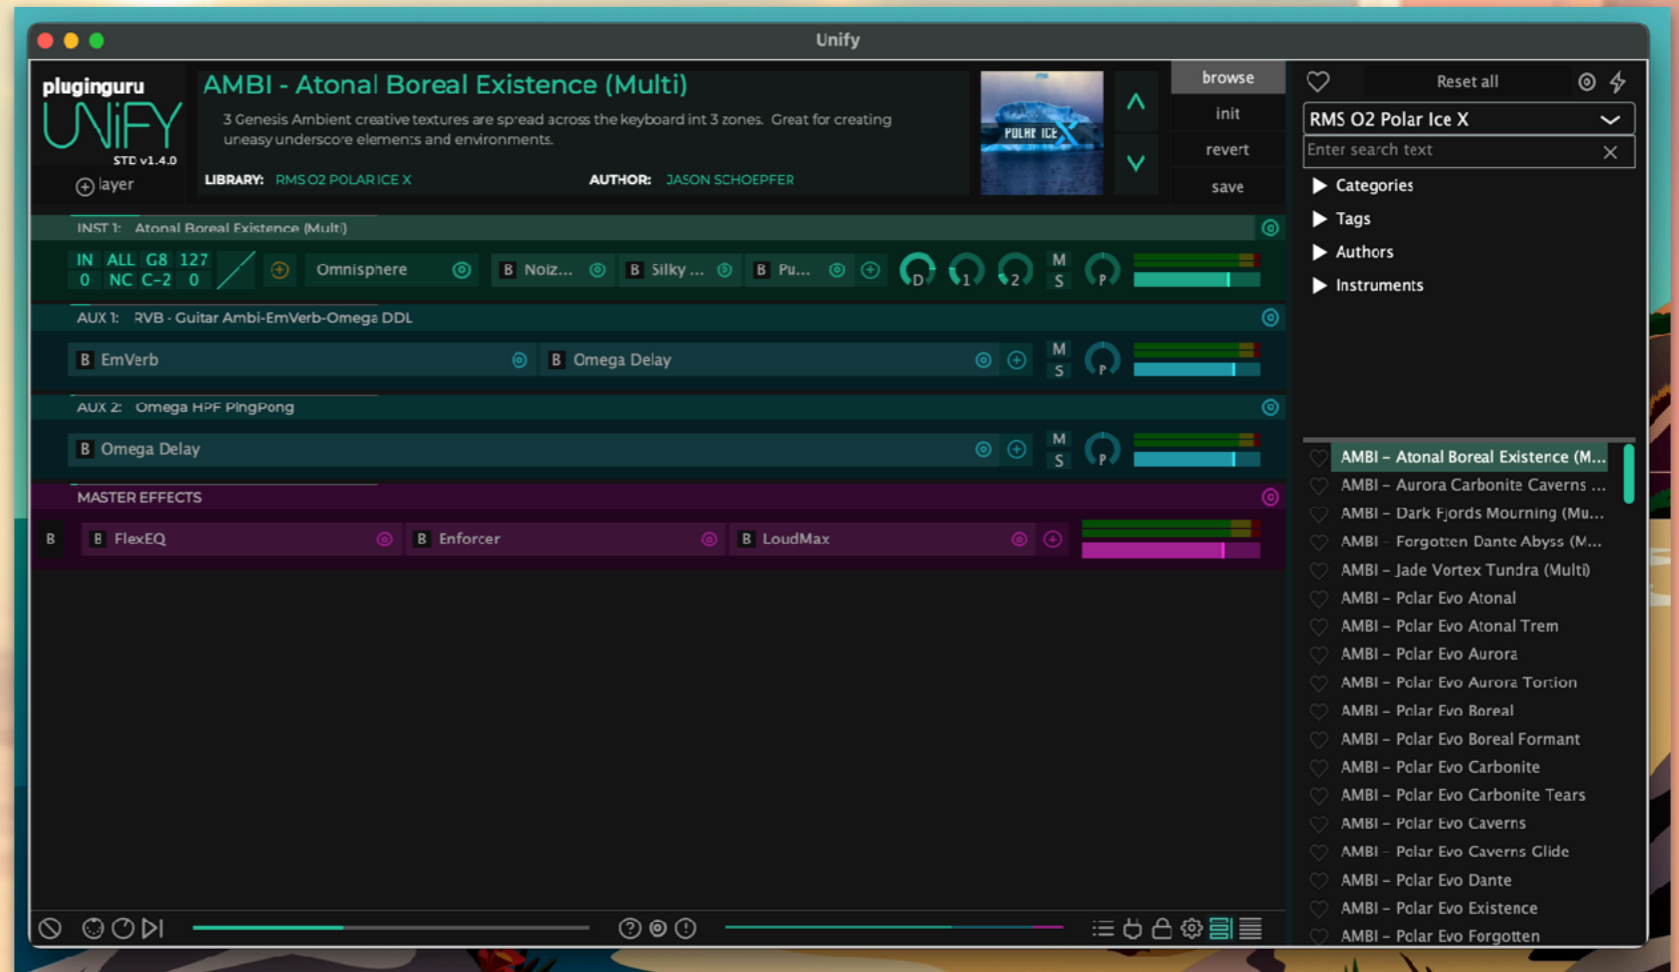 Unify
pluginguru
UNiFY
STD v1.4.0
layer
AMBI - Atonal Boreal Existence (Multi)
3 Genesis Ambient creative textures are spread across the keyboard int 3 zones. Great for creating
uneasy underscore elements and environments.
LIBRARY: RMS O2 POLAR ICE X
AUTHOR: JASON SCHOEPFER
POLAR ICE X
browse
init
revert
save
INST 1: Atonal Boreal Existence (Multi)
IN ALL G8 127
0 NC C-2 0
Omnisphere
B Noiz...
B Silky ...
B Pu...
D 1 2
M
S
P
AUX 1: RVB - Guitar Ambi-EmVerb-Omega DDL
B EmVerb
B Omega Delay
M
S
P
AUX 2: Omega HPF PingPong
B Omega Delay
M
S
P
MASTER EFFECTS
B
B FlexEQ
B Enforcer
B LoudMax
Reset all
RMS O2 Polar Ice X
Enter search text
Categories
Tags
Authors
Instruments
AMBI – Atonal Boreal Existence (M...
AMBI – Aurora Carbonite Caverns ...
AMBI – Dark Fjords Mourning (Mu...
AMBI – Forgotten Dante Abyss (M...
AMBI – Jade Vortex Tundra (Multi)
AMBI – Polar Evo Atonal
AMBI – Polar Evo Atonal Trem
AMBI – Polar Evo Aurora
AMBI – Polar Evo Aurora Tortion
AMBI – Polar Evo Boreal
AMBI – Polar Evo Boreal Formant
AMBI – Polar Evo Carbonite
AMBI – Polar Evo Carbonite Tears
AMBI – Polar Evo Caverns
AMBI – Polar Evo Caverns Glide
AMBI – Polar Evo Dante
AMBI – Polar Evo Existence
AMBI – Polar Evo Forgotten